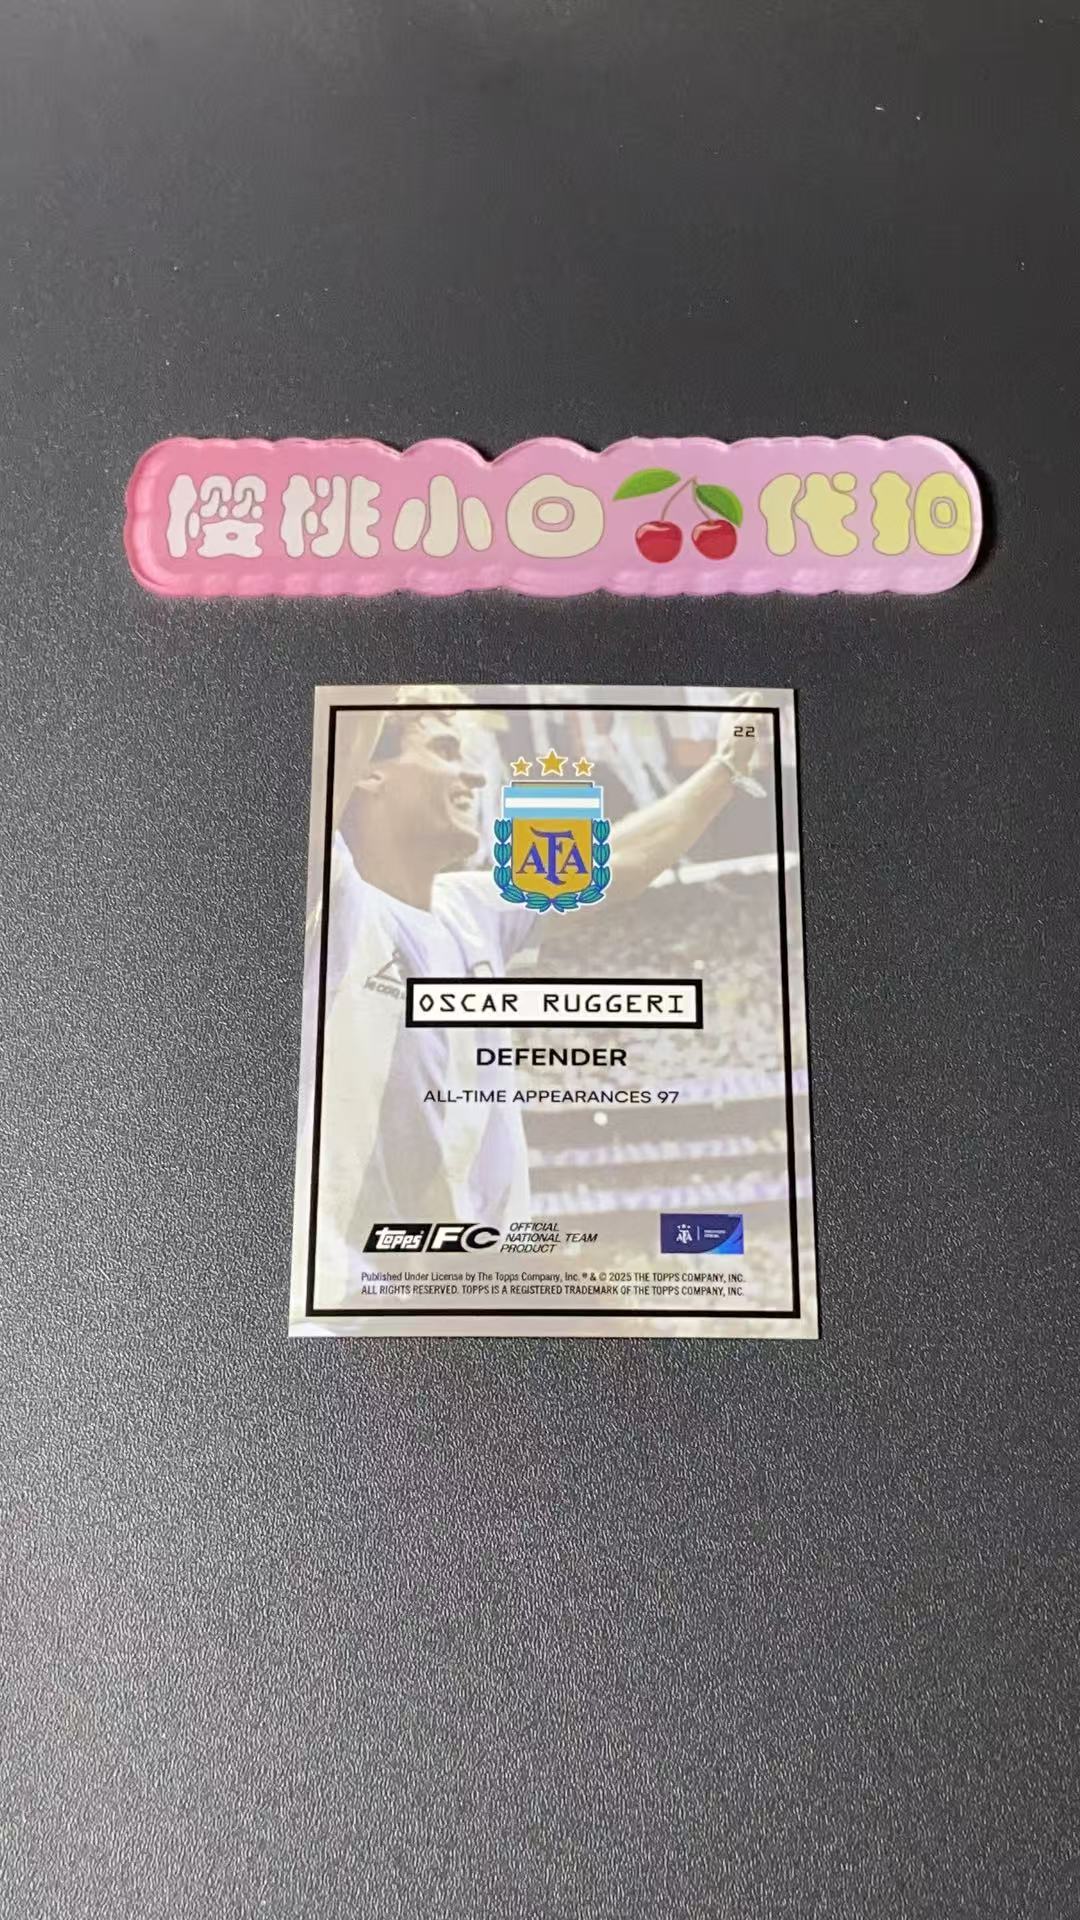 樱桃小白代拍
22
AFA
OSCAR RUGGERI
DEFENDER
ALL-TIME APPEARANCES 97
topps FC OFFICIAL NATIONAL TEAM PRODUCT
AFA
Published Under License by The Topps Company, Inc. ® & © 2025 THE TOPPS COMPANY, INC.
ALL RIGHTS RESERVED. TOPPS IS A REGISTERED TRADEMARK OF THE TOPPS COMPANY, INC.